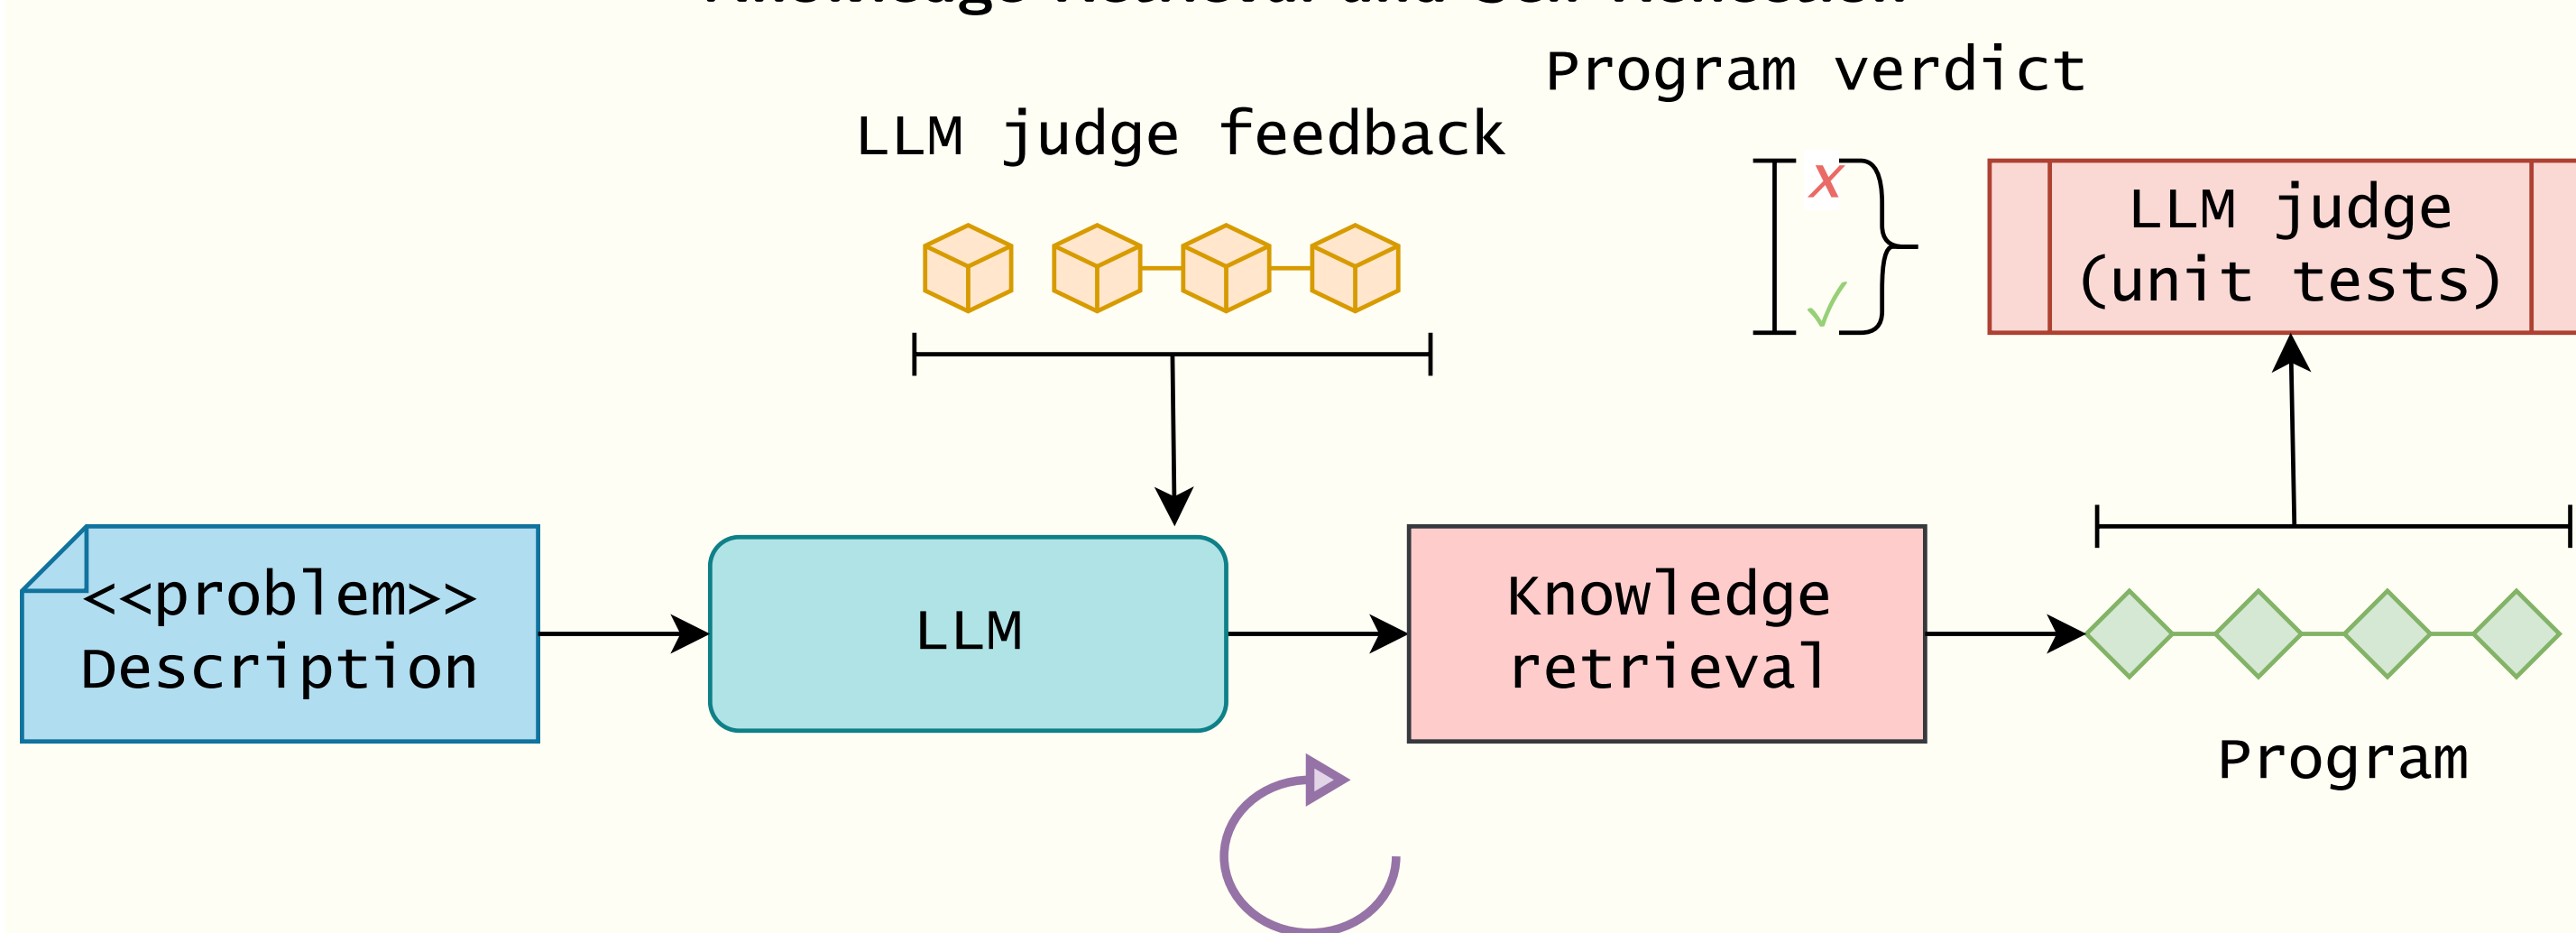 Program verdict
LLM judge feedback
X
LLM judge
(unit tests)
<<problem>>
Description
LLM
Knowledge
retrieval
Program